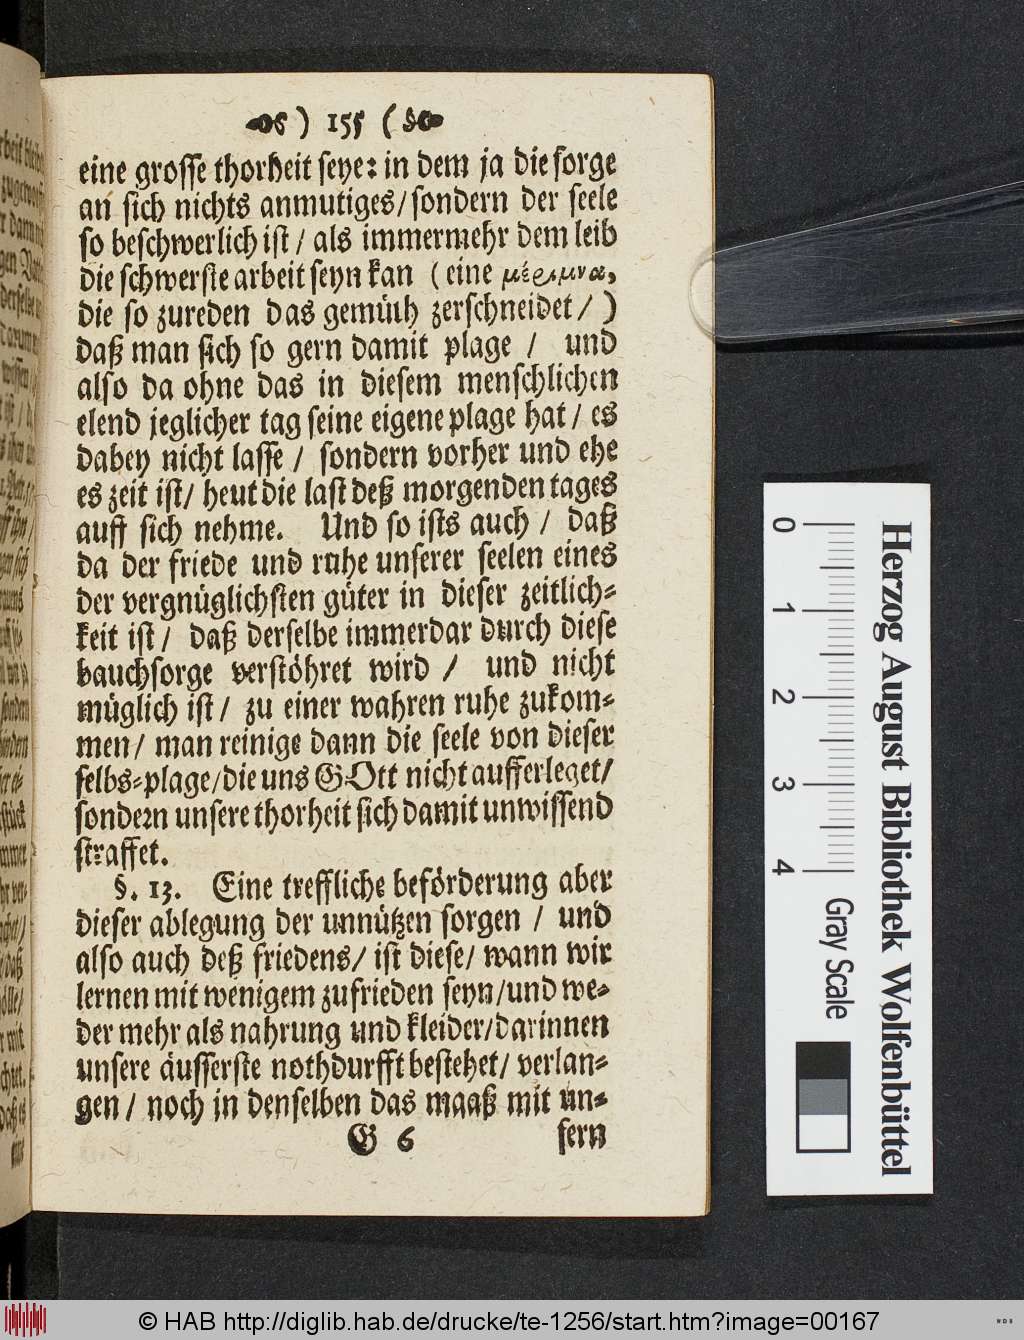 ) 155 (
eine grosse thorheit seye: in dem ja die sorge
an sich nichts anmutiges/ sondern der seele
so beschwerlich ist / als immermehr dem leib
die schwerste arbeit seyn kan (eine μέριμνα,
die so zureden das gemüth zerschneidet/ )
daß man sich so gern damit plage / und
also da ohne das in diesem menschlichen
elend jeglicher tag seine eigene plage hat / es
dabey nicht lasse / sondern vorher und ehe
es zeit ist/ heut die last deß morgenden tages
auff sich nehme. Und so ists auch / daß
da der friede und ruhe unserer seelen eines
der vergnüglichsten güter in dieser zeitlich-
keit ist / daß derselbe immerdar durch diese
bauchsorge verstöhret wird / und nicht
müglich ist / zu einer wahren ruhe zukom-
men / man reinige dann die seele von dieser
selbs-plage/die uns GOtt nicht aufferleget/
sondern unsere thorheit sich damit unwissend
straffet.
§. 13. Eine treffliche beförderung aber
dieser ablegung der unnützen sorgen / und
also auch deß friedens/ ist diese/ wann wir
lernen mit wenigem zufrieden seyn/und we-
der mehr als nahrung und kleider/darinnen
unsere äusserste nothdurfft bestehet/ verlan-
gen / noch in denselben das maaß mit un-
G 6 sern
0 1 2 3 4
Gray Scale
Herzog August Bibliothek Wolfenbüttel
© HAB http://diglib.hab.de/drucke/te-1256/start.htm?image=00167